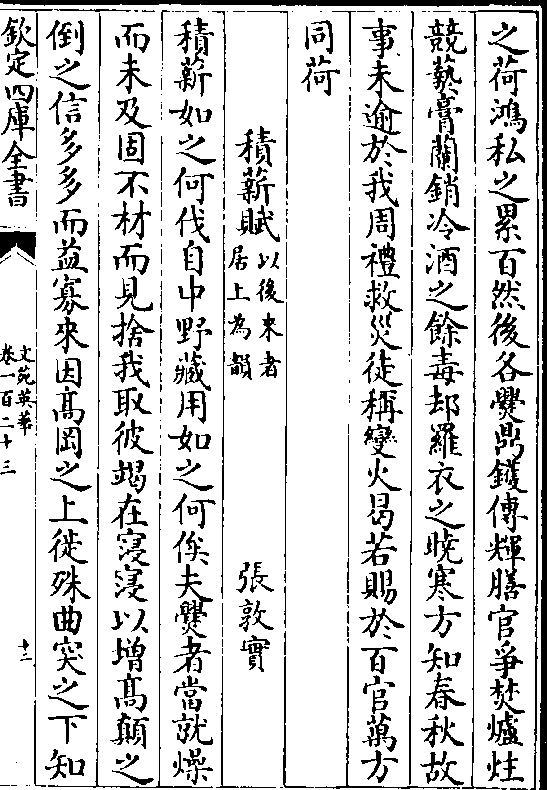 之荷鴻私之累百然後各爨鼎鑊傳輝膳官爭焚爐炷
競爇膏蘭銷冷酒之餘毒却羅衣之曉寒方知春秋故
事未逾於我周禮救災徒稱變火曷若賜於百官萬方
同荷
積薪賦以後來者居上為韻 張敦實
積薪如之何伐自中野藏用如之何俟夫爨者當就燥
而未及固不材而見捨我取彼竭在寖寖以增高顛之
倒之信多多而益寡來因高岡之上徙殊曲突之下知
欽定四庫全書
文苑英華
卷一百二十三
十二